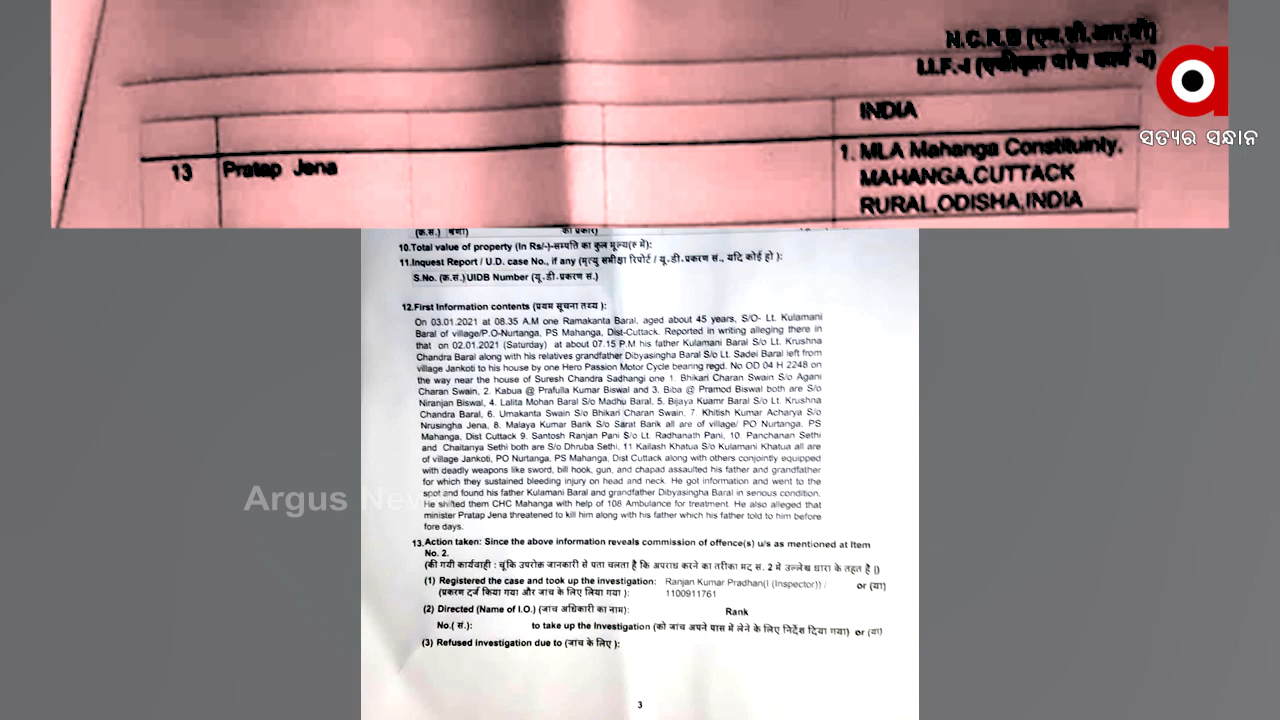 N.C.R.B (एन.सी.आर.बी)
I.I.F.-I (एकीकृत जाँच फार्म -I)
INDIA
13 Pratap Jena 1. MLA Mahanga Constituinty,
MAHANGA,CUTTACK
RURAL,ODISHA,INDIA
ସତ୍ୟର ସନ୍ଧାନ
(क.सं.)
का प्रकार)
10.Total value of property (In Rs/-)-सम्पति का कुल मूल्य(रु में):
11.Inquest Report / U.D. case No., if any (मृत्यु समीक्षा रिपोर्ट / यू.डी.प्रकरण सं., यदि कोई हो ):
S.No. (क.सं.) UIDB Number (यू.डी.प्रकरण सं.)
12.First Information contents (प्रथम सूचना तथ्य ):
On 03.01.2021 at 08.35 A.M one Ramakanta Baral, aged about 45 years, S/O- Lt. Kulamani
Baral of village/P.O-Nurtanga, PS Mahanga, Dist-Cuttack. Reported in writing alleging there in
that on 02.01.2021 (Saturday) at about 07.15 P.M his father Kulamani Baral S/o Lt. Krushna
Chandra Baral along with his relatives grandfather Dibyasingha Baral S/o Lt. Sadei Baral left from
village Jankoti to his house by one Hero Passion Motor Cycle bearing regd. No OD 04 H 2248 on
the way near the house of Suresh Chandra Sadhangi one 1. Bhikari Charan Swain S/o Agani
Charan Swain, 2. Kabua @ Prafulla Kumar Biswal and 3. Biba @ Pramod Biswal both are S/o
Niranjan Biswal, 4. Lalita Mohan Baral S/o Madhu Baral, 5. Bijaya Kuamr Baral S/o Lt. Krushna
Chandra Baral, 6. Umakanta Swain S/o Bhikari Charan Swain, 7. Khitish Kumar Acharya S/o
Nrusingha Jena, 8. Malaya Kumar Barik S/o Sarat Barik all are of village/ PO Nurtanga, PS
Mahanga, Dist Cuttack 9. Santosh Ranjan Pani S/o Lt. Radhanath Pani, 10. Panchanan Sethi
and Chaitanya Sethi both are S/o Dhruba Sethi, 11 Kailash Khatua S/o Kulamani Khatua all are
of village Jankoti, PO Nurtanga, PS Mahanga, Dist Cuttack along with others conjointly equipped
with deadly weapons like sword, bill hook, gun, and chapad assaulted his father and grandfather
for which they sustained bleeding injury on head and neck. He got information and went to the
spot and found his father Kulamani Baral and grandfather Dibyasingha Baral in serious condition.
He shifted them CHC Mahanga with help of 108 Ambulance for treatment. He also alleged that
minister Pratap Jena threatened to kill him along with his father which his father told to him before
fore days.
Argus New
13.Action taken: Since the above information reveals commission of offence(s) u/s as mentioned at Item
No. 2.
(की गयी कार्यवाही : चूंकि उपरोक्त जानकारी से पता चलता है कि अपराध करने का तरीका मद सं. 2 में उल्लेख धारा के तहत है |)
(1) Registered the case and took up the investigation: Ranjan Kumar Pradhan(I (Inspector)) / or (या)
(प्रकरण दर्ज किया गया और जांच के लिए लिया गया ): 1100911761
(2) Directed (Name of I.O.) (जांच अधिकारी का नाम): Rank
No.( सं.): to take up the Investigation (को जांच अपने पास में लेने के लिए निर्देश दिया गया) or (या)
(3) Refused investigation due to (जांच के लिए ):
3